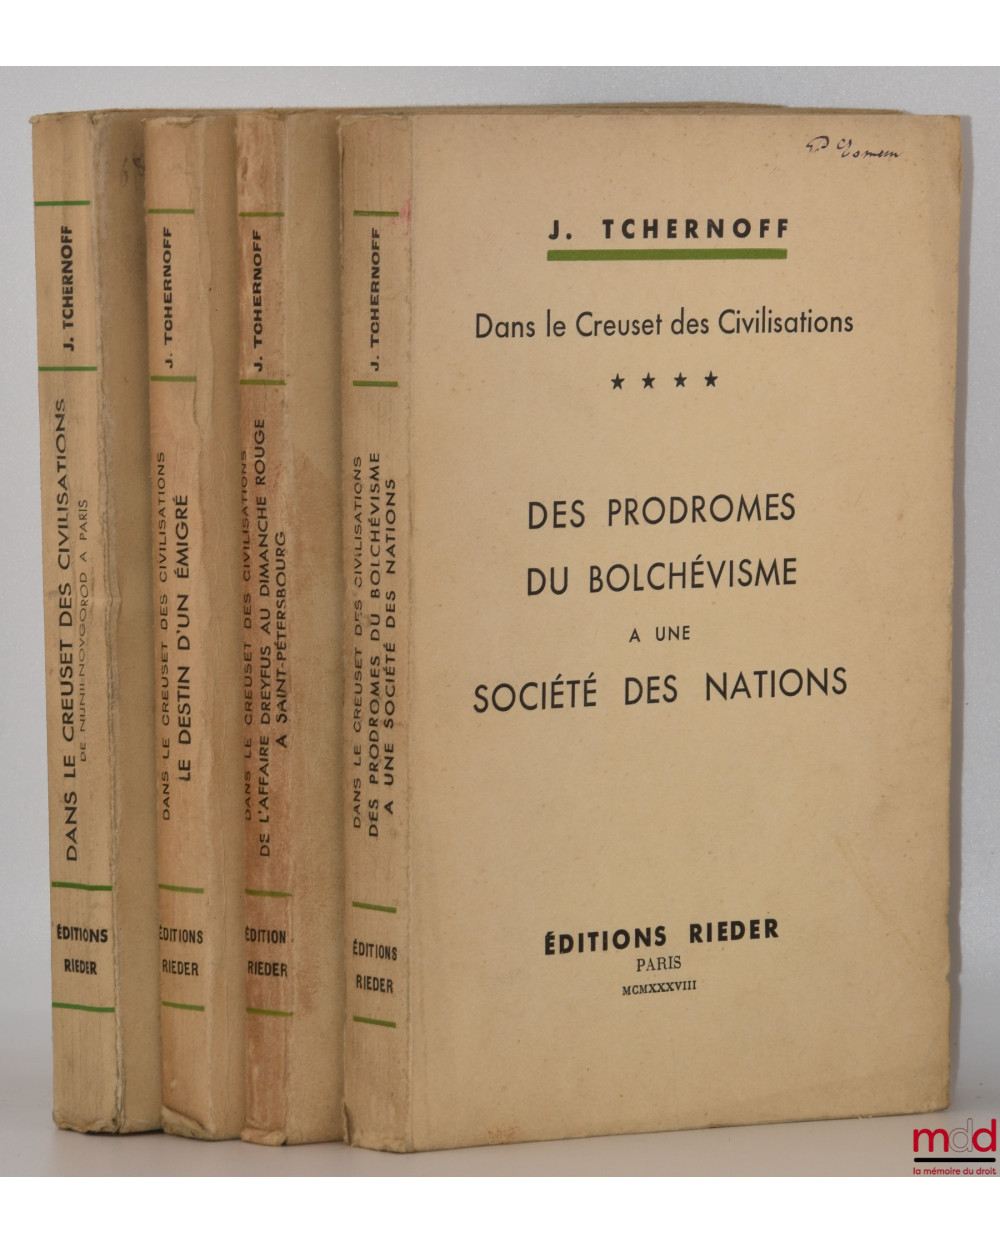 J. TCHERNOFF
DANS LE CREUSET DES CIVILISATIONS
DE NIJNII-NOVGOROD A PARIS
ÉDITIONS
RIEDER
J. TCHERNOFF
DANS LE CREUSET DES CIVILISATIONS
LE DESTIN D'UN ÉMIGRÉ
ÉDITIONS
RIEDER
J. TCHERNOFF
DANS LE CREUSET DES CIVILISATIONS
DE L'AFFAIRE DREYFUS AU DIMANCHE ROUGE
A SAINT-PÉTERSBOURG
ÉDITION
RIEDER
J. TCHERNOFF
DANS LE CREUSET DES CIVILISATIONS
DES PRODROMES DU BOLCHÉVISME
A UNE SOCIÉTÉ DES NATIONS
ÉDITIONS
RIEDER
J. TCHERNOFF
Dans le Creuset des Civilisations
★ ★ ★ ★
DES PRODROMES
DU BOLCHÉVISME
A UNE
SOCIÉTÉ DES NATIONS
ÉDITIONS RIEDER
PARIS
MCMXXXVIII
mdd
la mémoire du droit